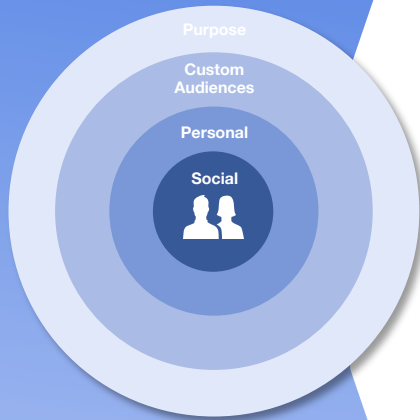 Purpose
Custom
Audiences
Personal
Social